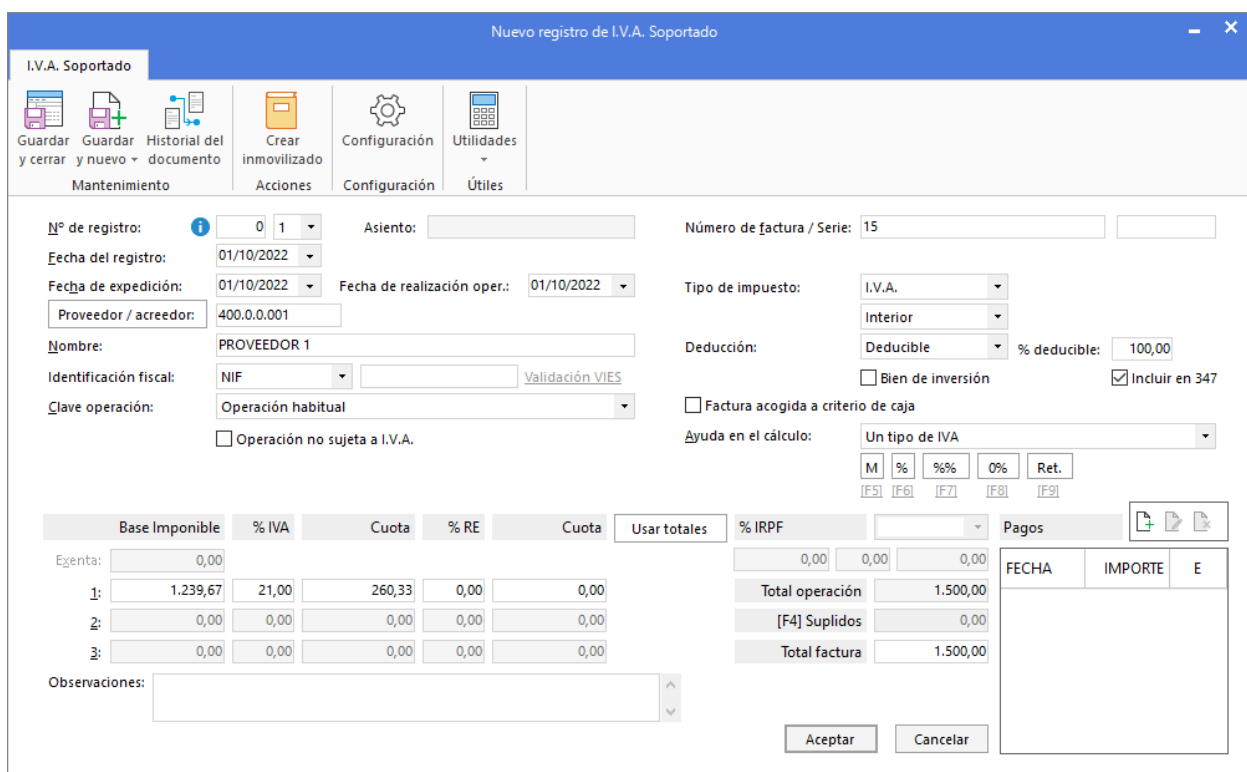 Nuevo registro de I.V.A. Soportado
I.V.A. Soportado
Guardar y cerrar
Guardar y nuevo
Historial del documento
Mantenimiento
Crear inmovilizado
Acciones
Configuración
Configuración
Utilidades
Útiles
Nº de registro: 0 1 Asiento:
Número de factura / Serie: 15
Fecha del registro: 01/10/2022
Fecha de expedición: 01/10/2022 Fecha de realización oper.: 01/10/2022
Tipo de impuesto: I.V.A.
Proveedor / acreedor: 400.0.0.001
Interior
Nombre: PROVEEDOR 1
Deducción: Deducible % deducible: 100,00
Identificación fiscal: NIF Validación VIES
Bien de inversión Incluir en 347
Clave operación: Operación habitual
Factura acogida a criterio de caja
Operación no sujeta a I.V.A.
Ayuda en el cálculo: Un tipo de IVA
M % %% 0% Ret.
[F5] [F6] [F7] [F8] [F9]
Base Imponible % IVA Cuota % RE Cuota Usar totales % IRPF Pagos
Exenta: 0,00 0,00 0,00 0,00
FECHA IMPORTE E
1: 1.239,67 21,00 260,33 0,00 0,00 Total operación 1.500,00
2: 0,00 0,00 0,00 0,00 0,00 [F4] Suplidos 0,00
3: 0,00 0,00 0,00 0,00 0,00 Total factura 1.500,00
Observaciones:
Aceptar Cancelar